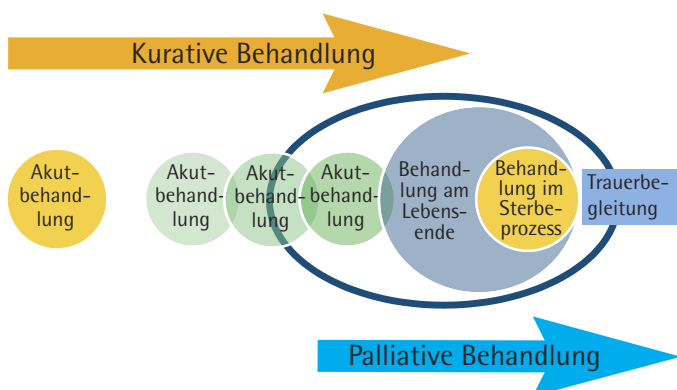 Kurative Behandlung
Akut-
behand-
lung
Akut-
behand-
lung
Akut-
behand-
lung
Akut-
behand-
lung
Behand-
lung am
Lebens-
ende
Behand-
lung im
Sterbe-
prozess
Trauerbe-
gleitung
Palliative Behandlung